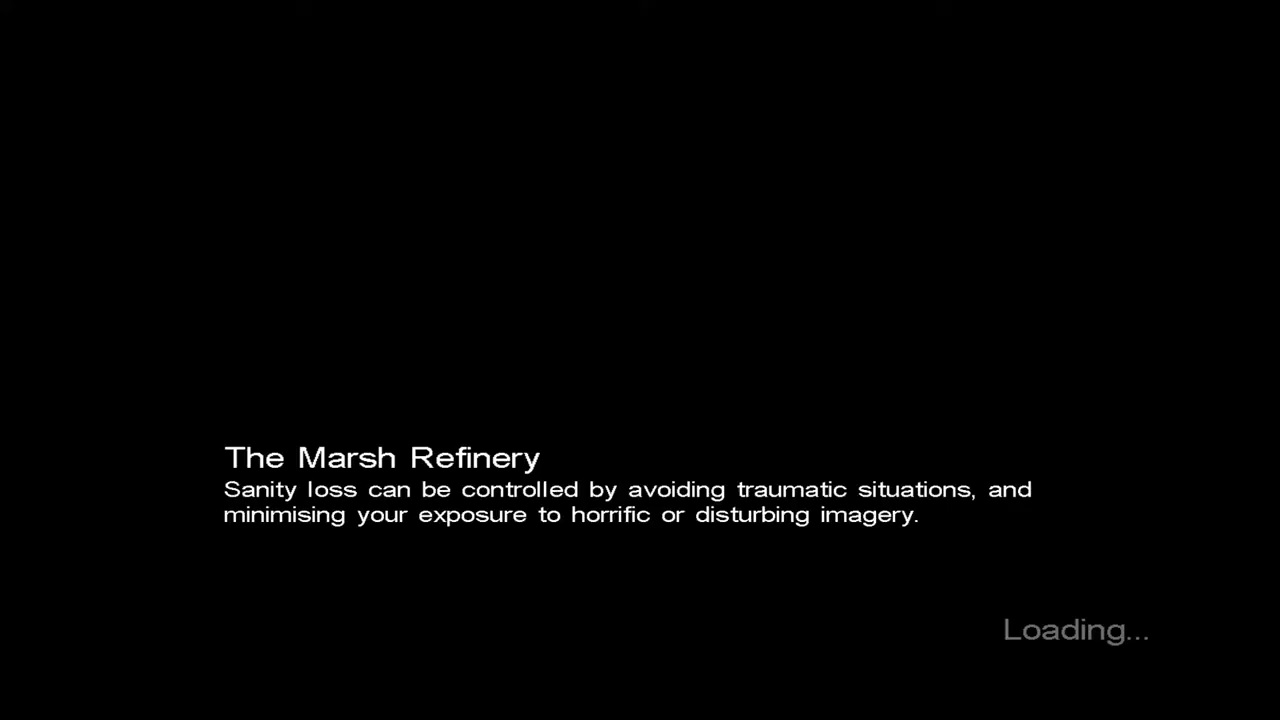 The Marsh Refinery
Sanity loss can be controlled by avoiding traumatic situations, and
minimising your exposure to horrific or disturbing imagery.
Loading...